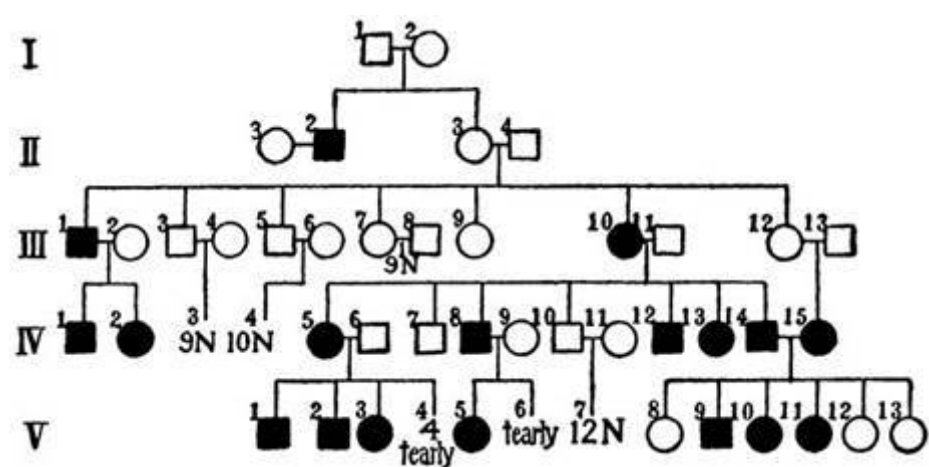 I 1 2
II 3 2 3 4
III 1 2 3 4 5 6 7 8 9 10 11 12 13
9N
IV 1 2 3 4 5 6 7 8 9 10 11 12 13 14 15
9N 10N
V 1 2 3 4 5 6 7 8 9 10 11 12 13
4 †early †early 12N